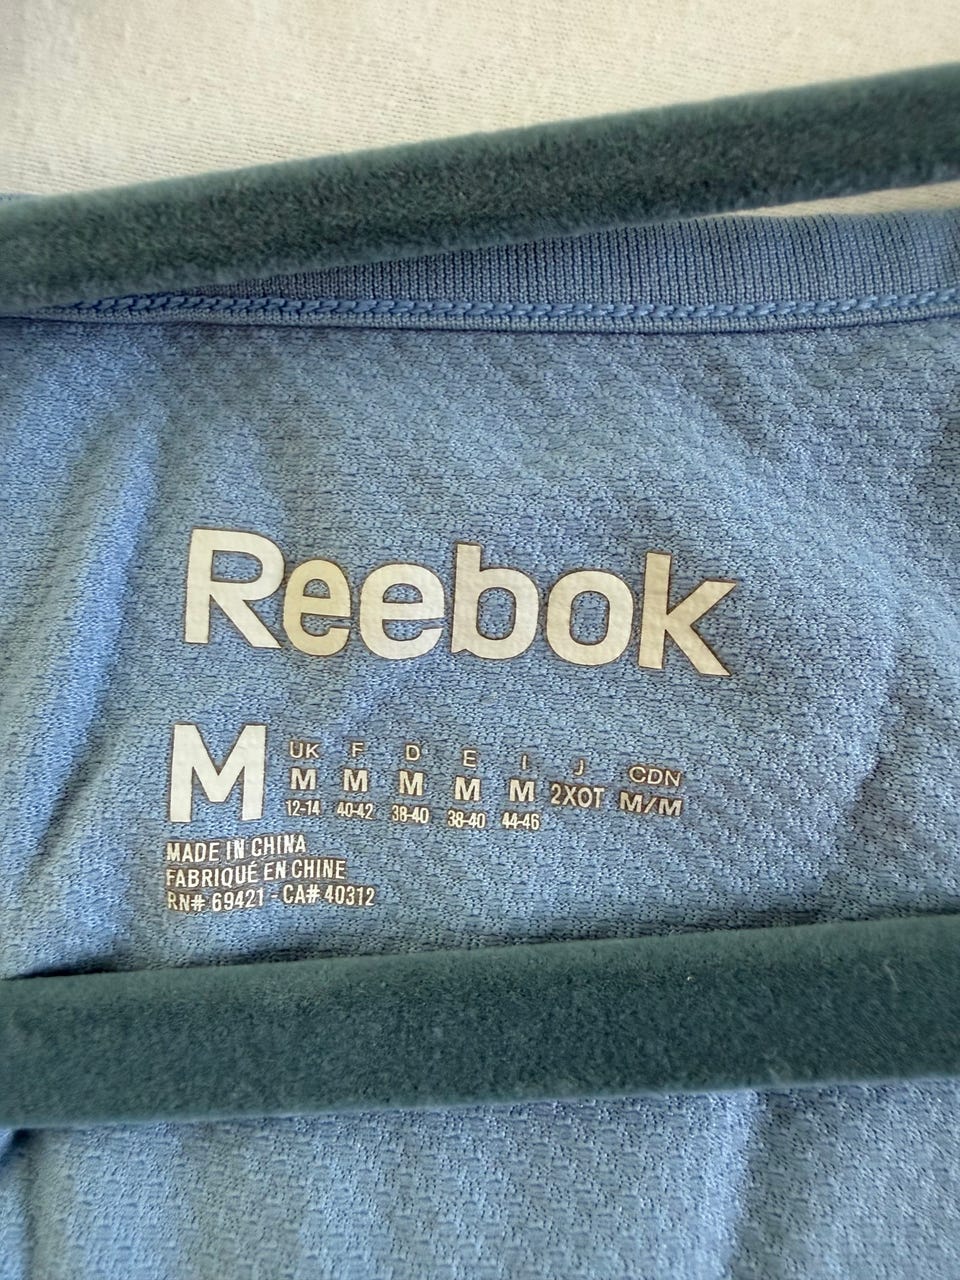 Reebok
M UK F D E I J CDN
M M M M M 2XOT M/M
12-14 40-42 38-40 38-40 44-46
MADE IN CHINA
FABRIQUÉ EN CHINE
RN# 69421 - CA# 40312